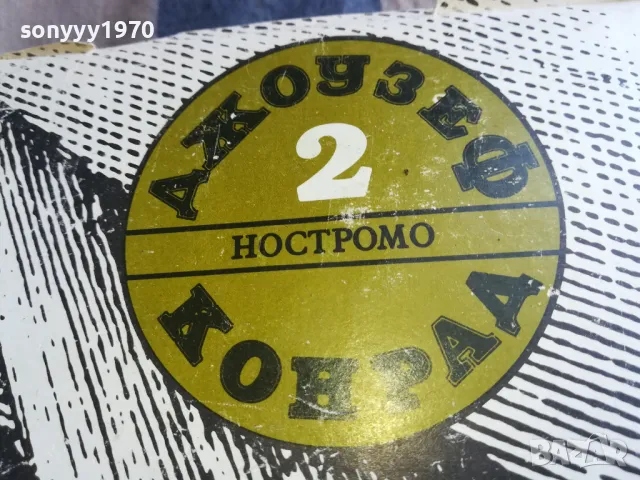 sonyyy1970
ДЖОУЗЕФ
2
НОСТРОМО
КОНРАД
BAZAR